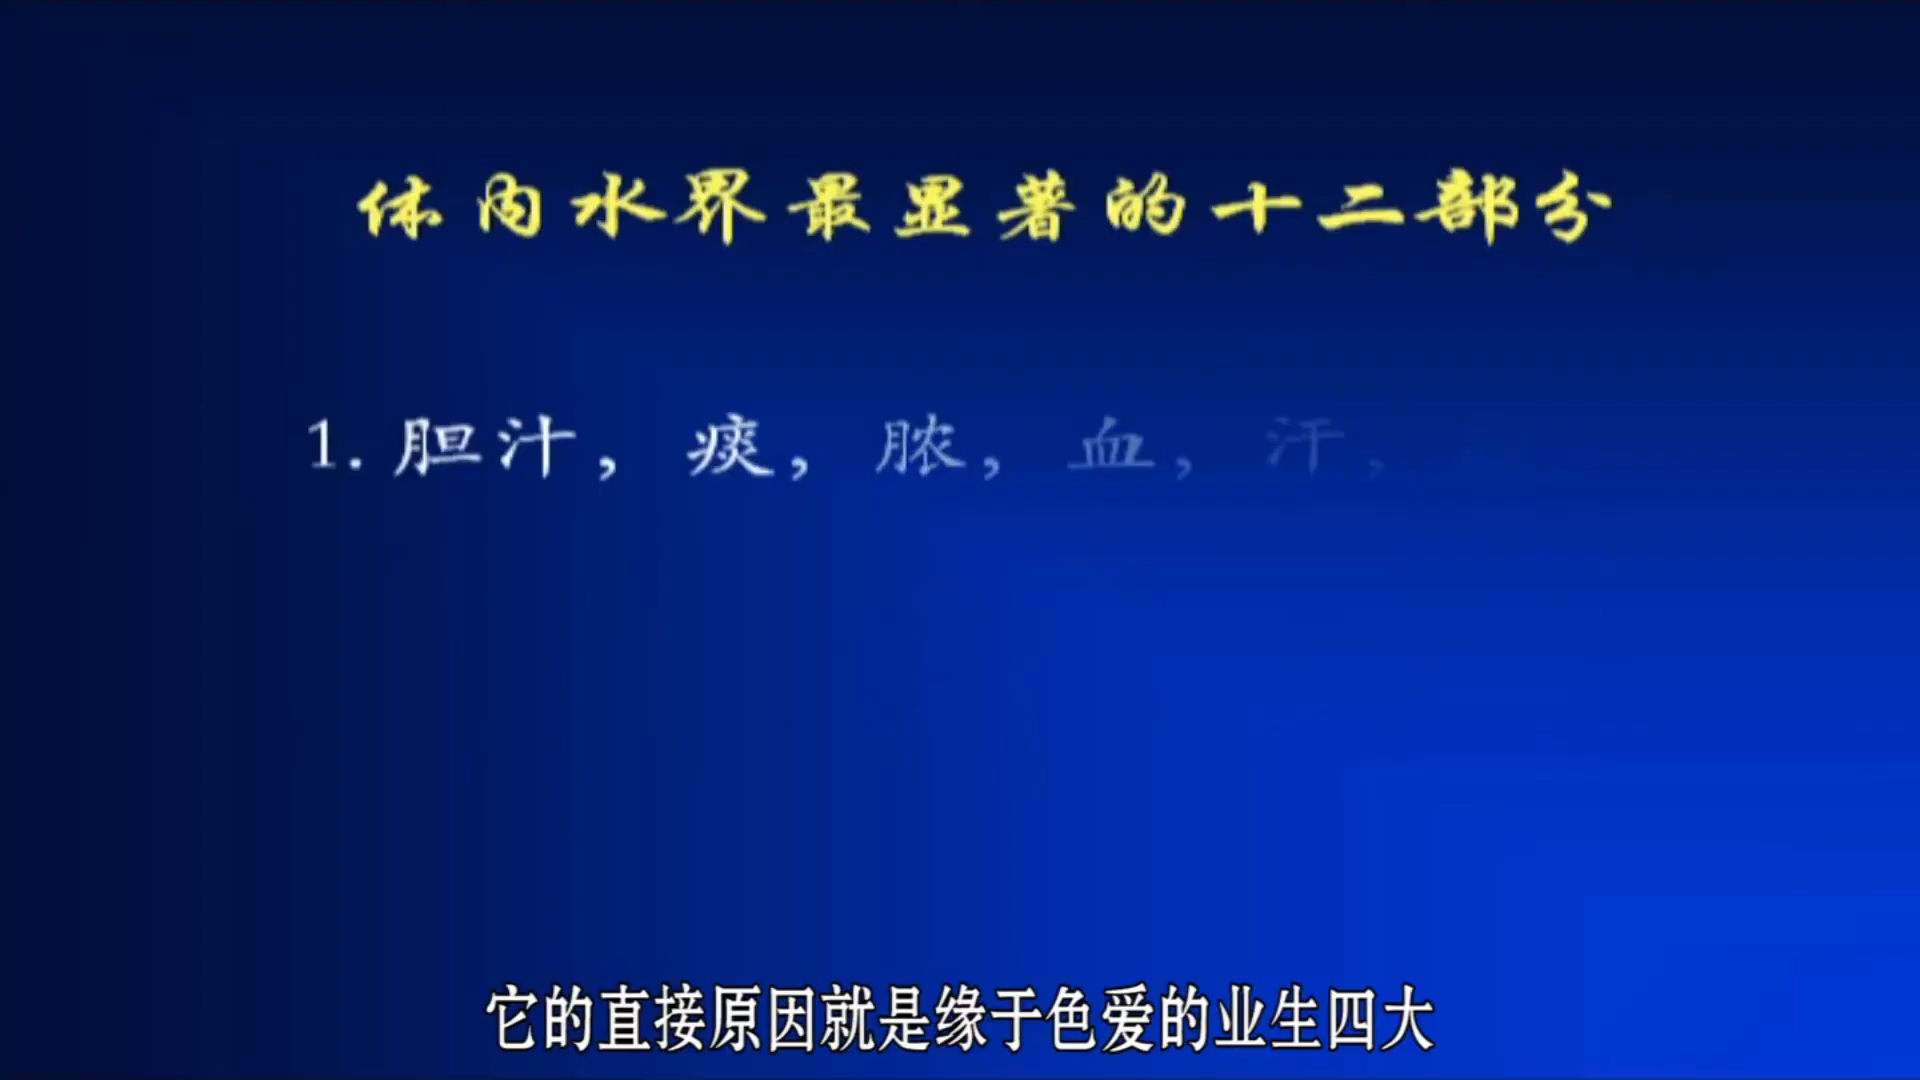 体内水界最显著的十二部分
1. 胆汁，痰，脓，血，汗，
它的直接原因就是缘于色爱的业生四大